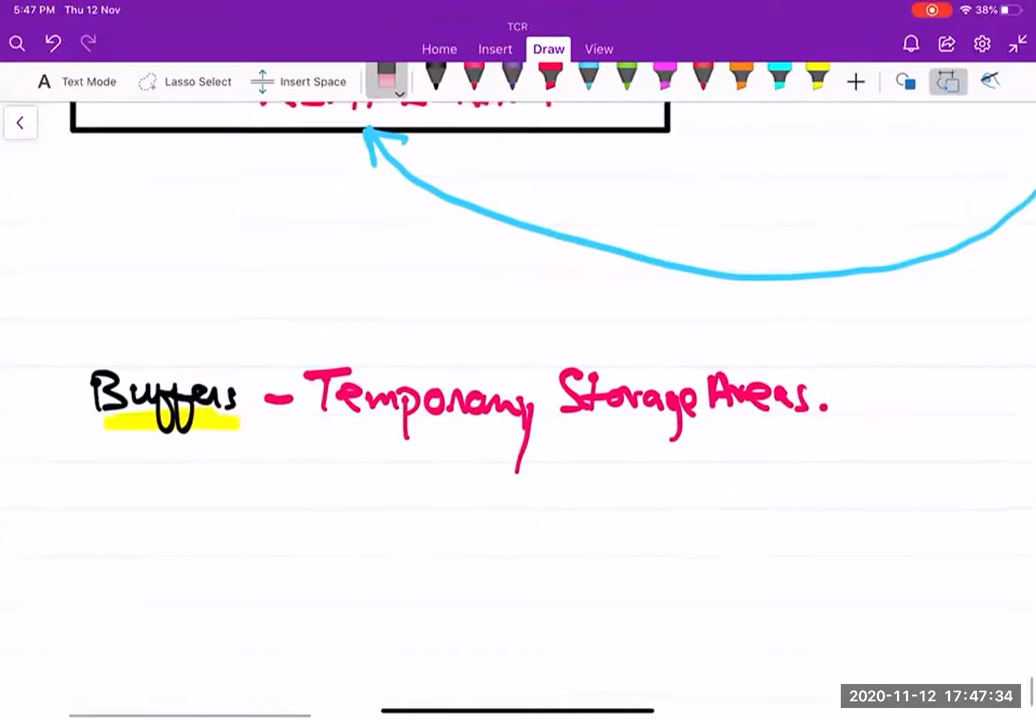 5:47 PM Thu 12 Nov
38%
TCR
Home Insert Draw View
A Text Mode Lasso Select Insert Space
Buffers - Temporary Storage Areas.
2020-11-12 17:47:34